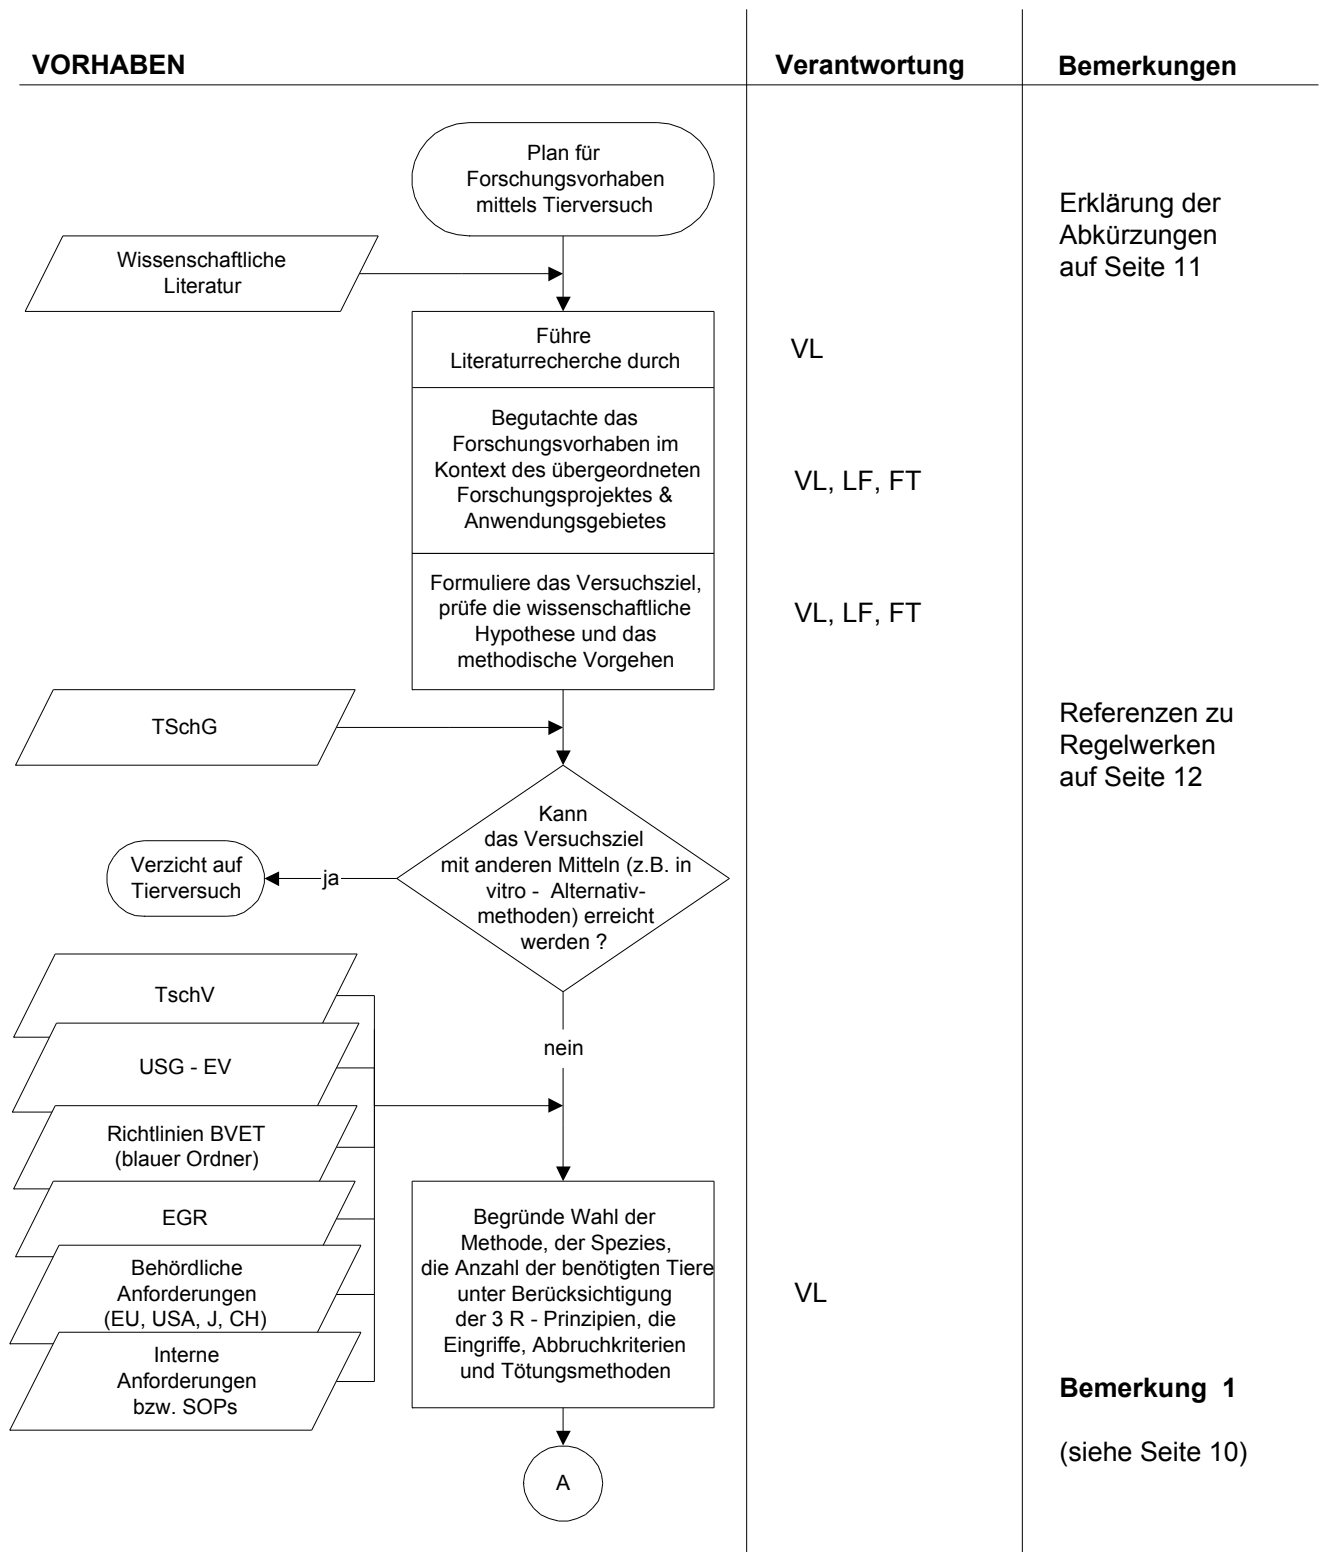 VORHABEN
Verantwortung
Bemerkungen
Plan für
Forschungsvorhaben
mittels Tierversuch
Erklärung der
Abkürzungen
auf Seite 11
Wissenschaftliche
Literatur
Führe
Literaturrecherche durch
VL
Begutachte das
Forschungsvorhaben im
Kontext des übergeordneten
Forschungsprojektes &
Anwendungsgebietes
VL, LF, FT
Formuliere das Versuchsziel,
prüfe die wissenschaftliche
Hypothese und das
methodische Vorgehen
VL, LF, FT
TSchG
Referenzen zu
Regelwerken
auf Seite 12
Kann
das Versuchsziel
mit anderen Mitteln (z.B. in
vitro - Alternativ-
methoden) erreicht
werden ?
ja
Verzicht auf
Tierversuch
nein
TschV
USG - EV
Richtlinien BVET
(blauer Ordner)
EGR
Behördliche
Anforderungen
(EU, USA, J, CH)
Interne
Anforderungen
bzw. SOPs
Begründe Wahl der
Methode, der Spezies,
die Anzahl der benötigten Tiere
unter Berücksichtigung
der 3 R - Prinzipien, die
Eingriffe, Abbruchkriterien
und Tötungsmethoden
VL
Bemerkung 1
(siehe Seite 10)
A